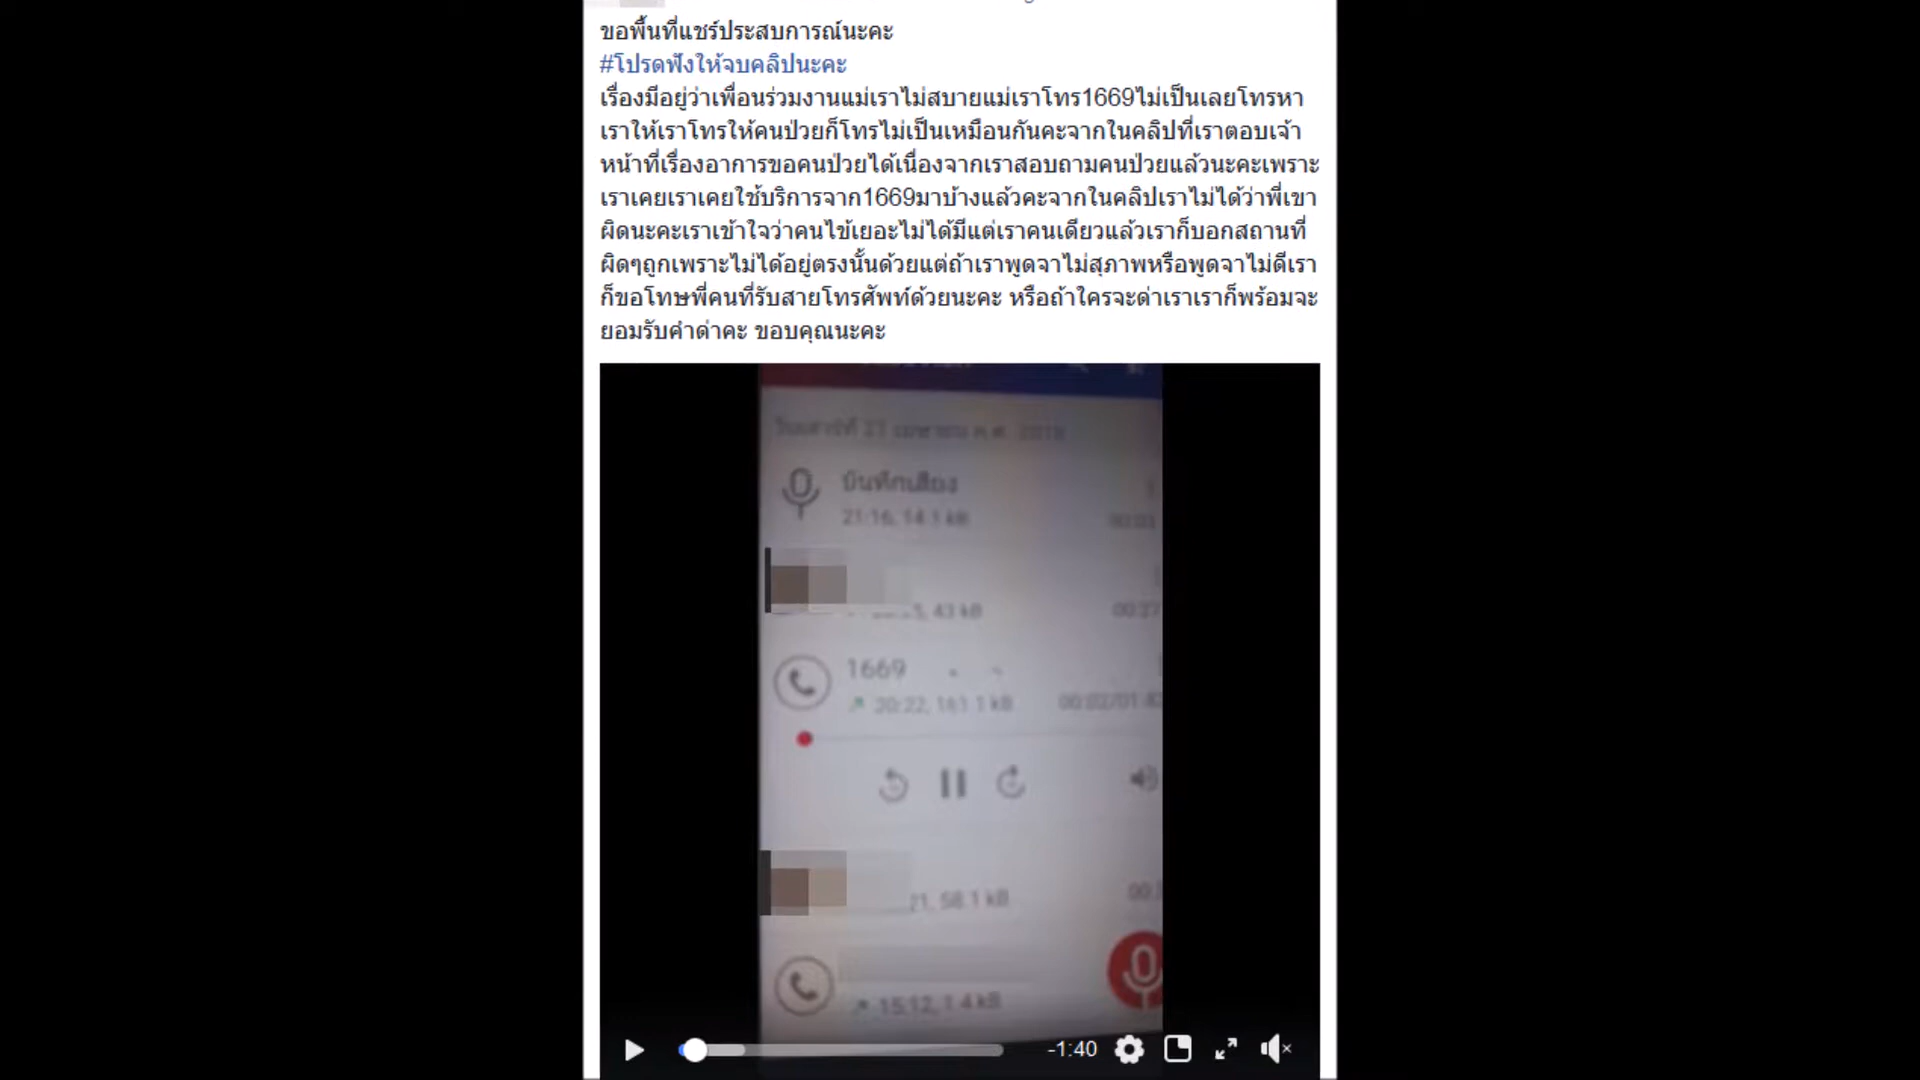 ขอพื้นที่แชร์ประสบการณ์นะคะ
#โปรดฟังให้จบคลิปนะคะ
เรื่องมีอยู่ว่าเพื่อนร่วมงานแม่เราไม่สบายแม่เราโทร1669ไม่เป็นเลยโทรหา
เราให้เราโทรให้คนป่วยก็โทรไม่เป็นเหมือนกันคะจากในคลิปที่เราตอบเจ้า
หน้าที่เรื่องอาการขอคนป่วยได้เนื่องจากเราสอบถามคนป่วยแล้วนะคะเพราะ
เราเคยเราเคยใช้บริการจาก1669มาบ้างแล้วคะจากในคลิปเราไม่ได้ว่าพี่เขา
ผิดนะคะเราเข้าใจว่าคนไข้เยอะไม่ได้มีแต่เราคนเดียวแล้วเราก็บอกสถานที่
ผิดๆถูกเพราะไม่ได้อยู่ตรงนั้นด้วยแต่ถ้าเราพูดจาไม่สุภาพหรือพูดจาไม่ดีเรา
ก็ขอโทษพี่คนที่รับสายโทรศัพท์ด้วยนะคะ หรือถ้าใครจะด่าเราเราก็พร้อมจะ
ยอมรับคำด่าคะ ขอบคุณนะคะ
บันทึกเสียง
21:16, 14.1 kB
43 kB
00:27
1669
20:22, 161.1 kB
21, 58.1 kB
15:12, 1.4 kB
-1:40